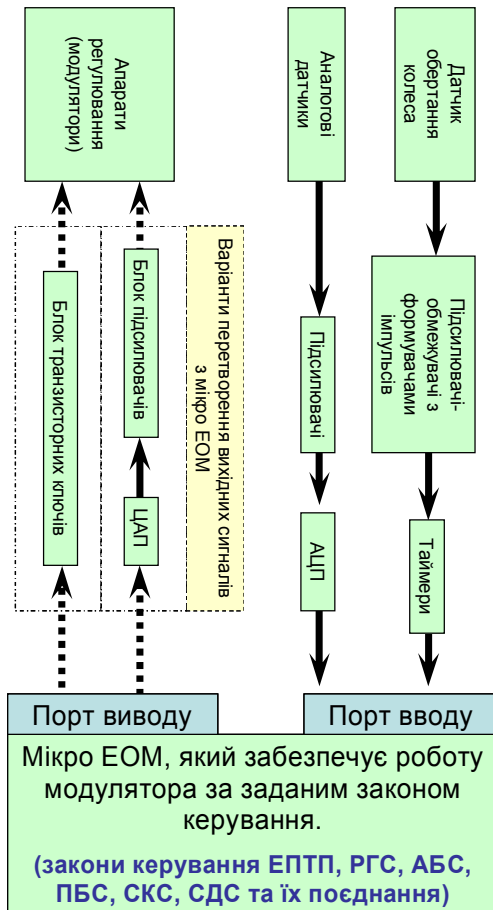 Апарати
регулювання
(модулятори)
Аналогові
датчики
Датчик
обертання
колеса
Блок транзисторних ключів
Блок підсилювачів
ЦАП
Варіанти перетворення вихідних сигналів
з мікро ЕОМ
Підсилювачі
АЦП
Підсилювачі-
обмежувачі з
формувачами
імпульсів
Таймери
Порт виводу
Порт вводу
Мікро ЕОМ, який забезпечує роботу
модулятора за заданим законом
керування.
(закони керування ЕПТП, РГС, АБС,
ПБС, СКС, СДС та їх поєднання)